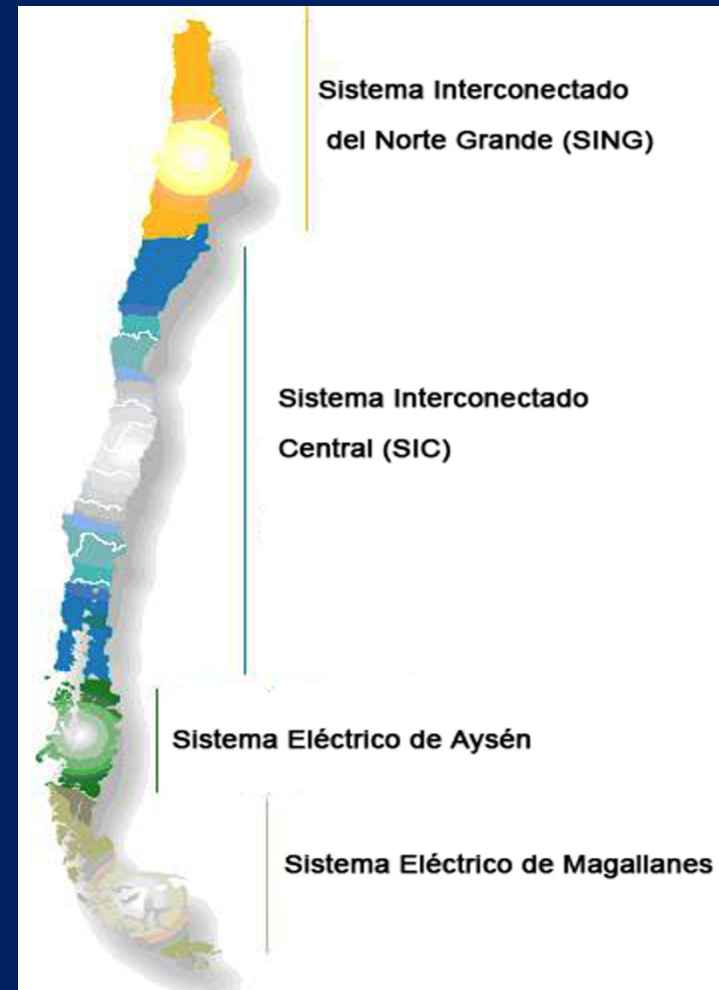 Sistema Interconectado
del Norte Grande (SING)
Sistema Interconectado
Central (SIC)
Sistema Eléctrico de Aysén
Sistema Eléctrico de Magallanes